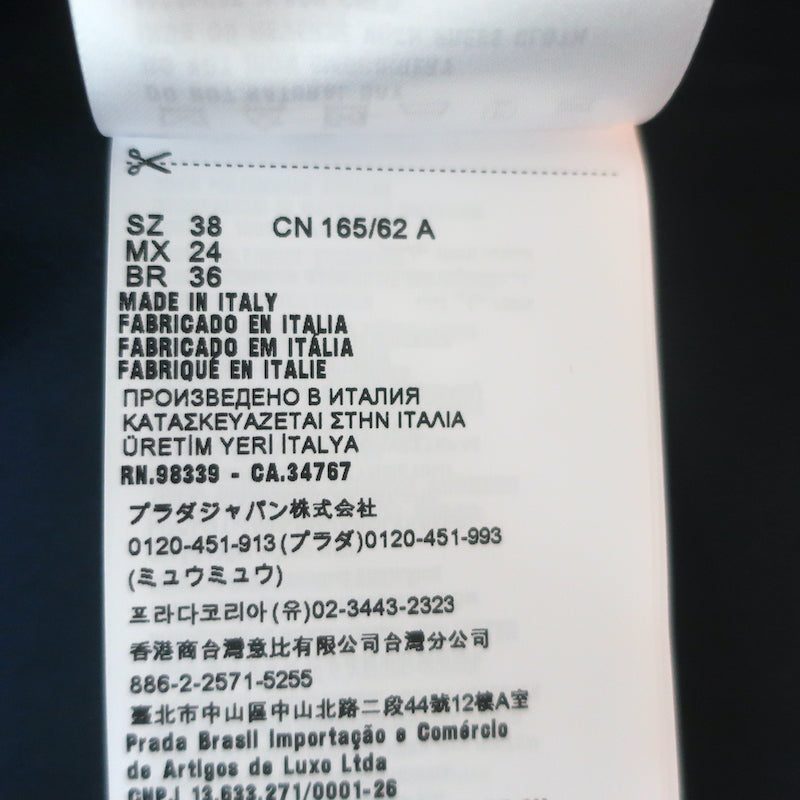 SZ 38 CN 165/62 A
MX 24
BR 36
MADE IN ITALY
FABRICADO EN ITALIA
FABRICADO EM ITÁLIA
FABRIQUÉ EN ITALIE
ПРОИЗВЕДЕНО В ИТАЛИЯ
ΚΑΤΑΣΚΕΥΑΖΕΤΑΙ ΣΤΗΝ ΙΤΑΛΙΑ
ÜRETİM YERİ İTALYA
RN.98339 - CA.34767
プラダジャパン株式会社
0120-451-913(プラダ)0120-451-993
(ミュウミュウ)
프라다코리아(유)02-3443-2323
香港商台灣意比有限公司台灣分公司
886-2-2571-5255
臺北市中山區中山北路二段44號12樓A室
Prada Brasil Importação e Comércio
de Artigos de Luxo Ltda
CNPJ 13.633.271/0001-26